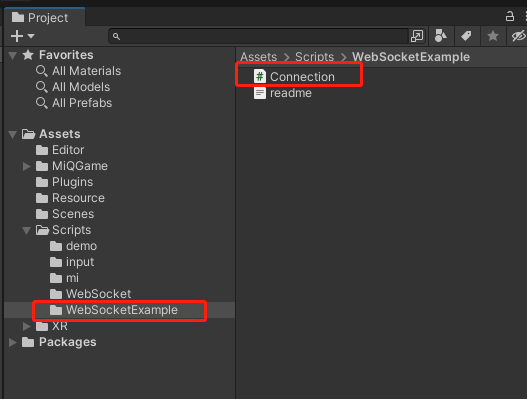 Project
Favorites
All Materials
All Models
All Prefabs
Assets
Editor
MiQGame
Plugins
Resource
Scenes
Scripts
demo
input
mi
WebSocket
WebSocketExample
XR
Packages
Assets > Scripts > WebSocketExample
# Connection
readme